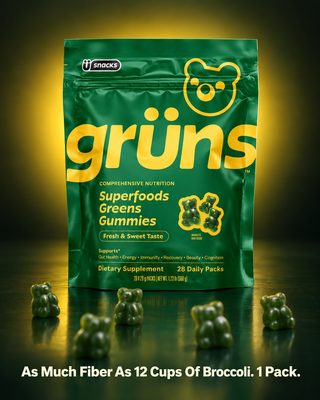 snacks
grüns
™
COMPREHENSIVE NUTRITION
Superfoods
Greens
Gummies
Fresh & Sweet Taste
Supports*
Gut Health • Energy • Immunity • Recovery • Beauty • Cognition
Dietary Supplement 28 Daily Packs
As Much Fiber As 12 Cups Of Broccoli. 1 Pack.